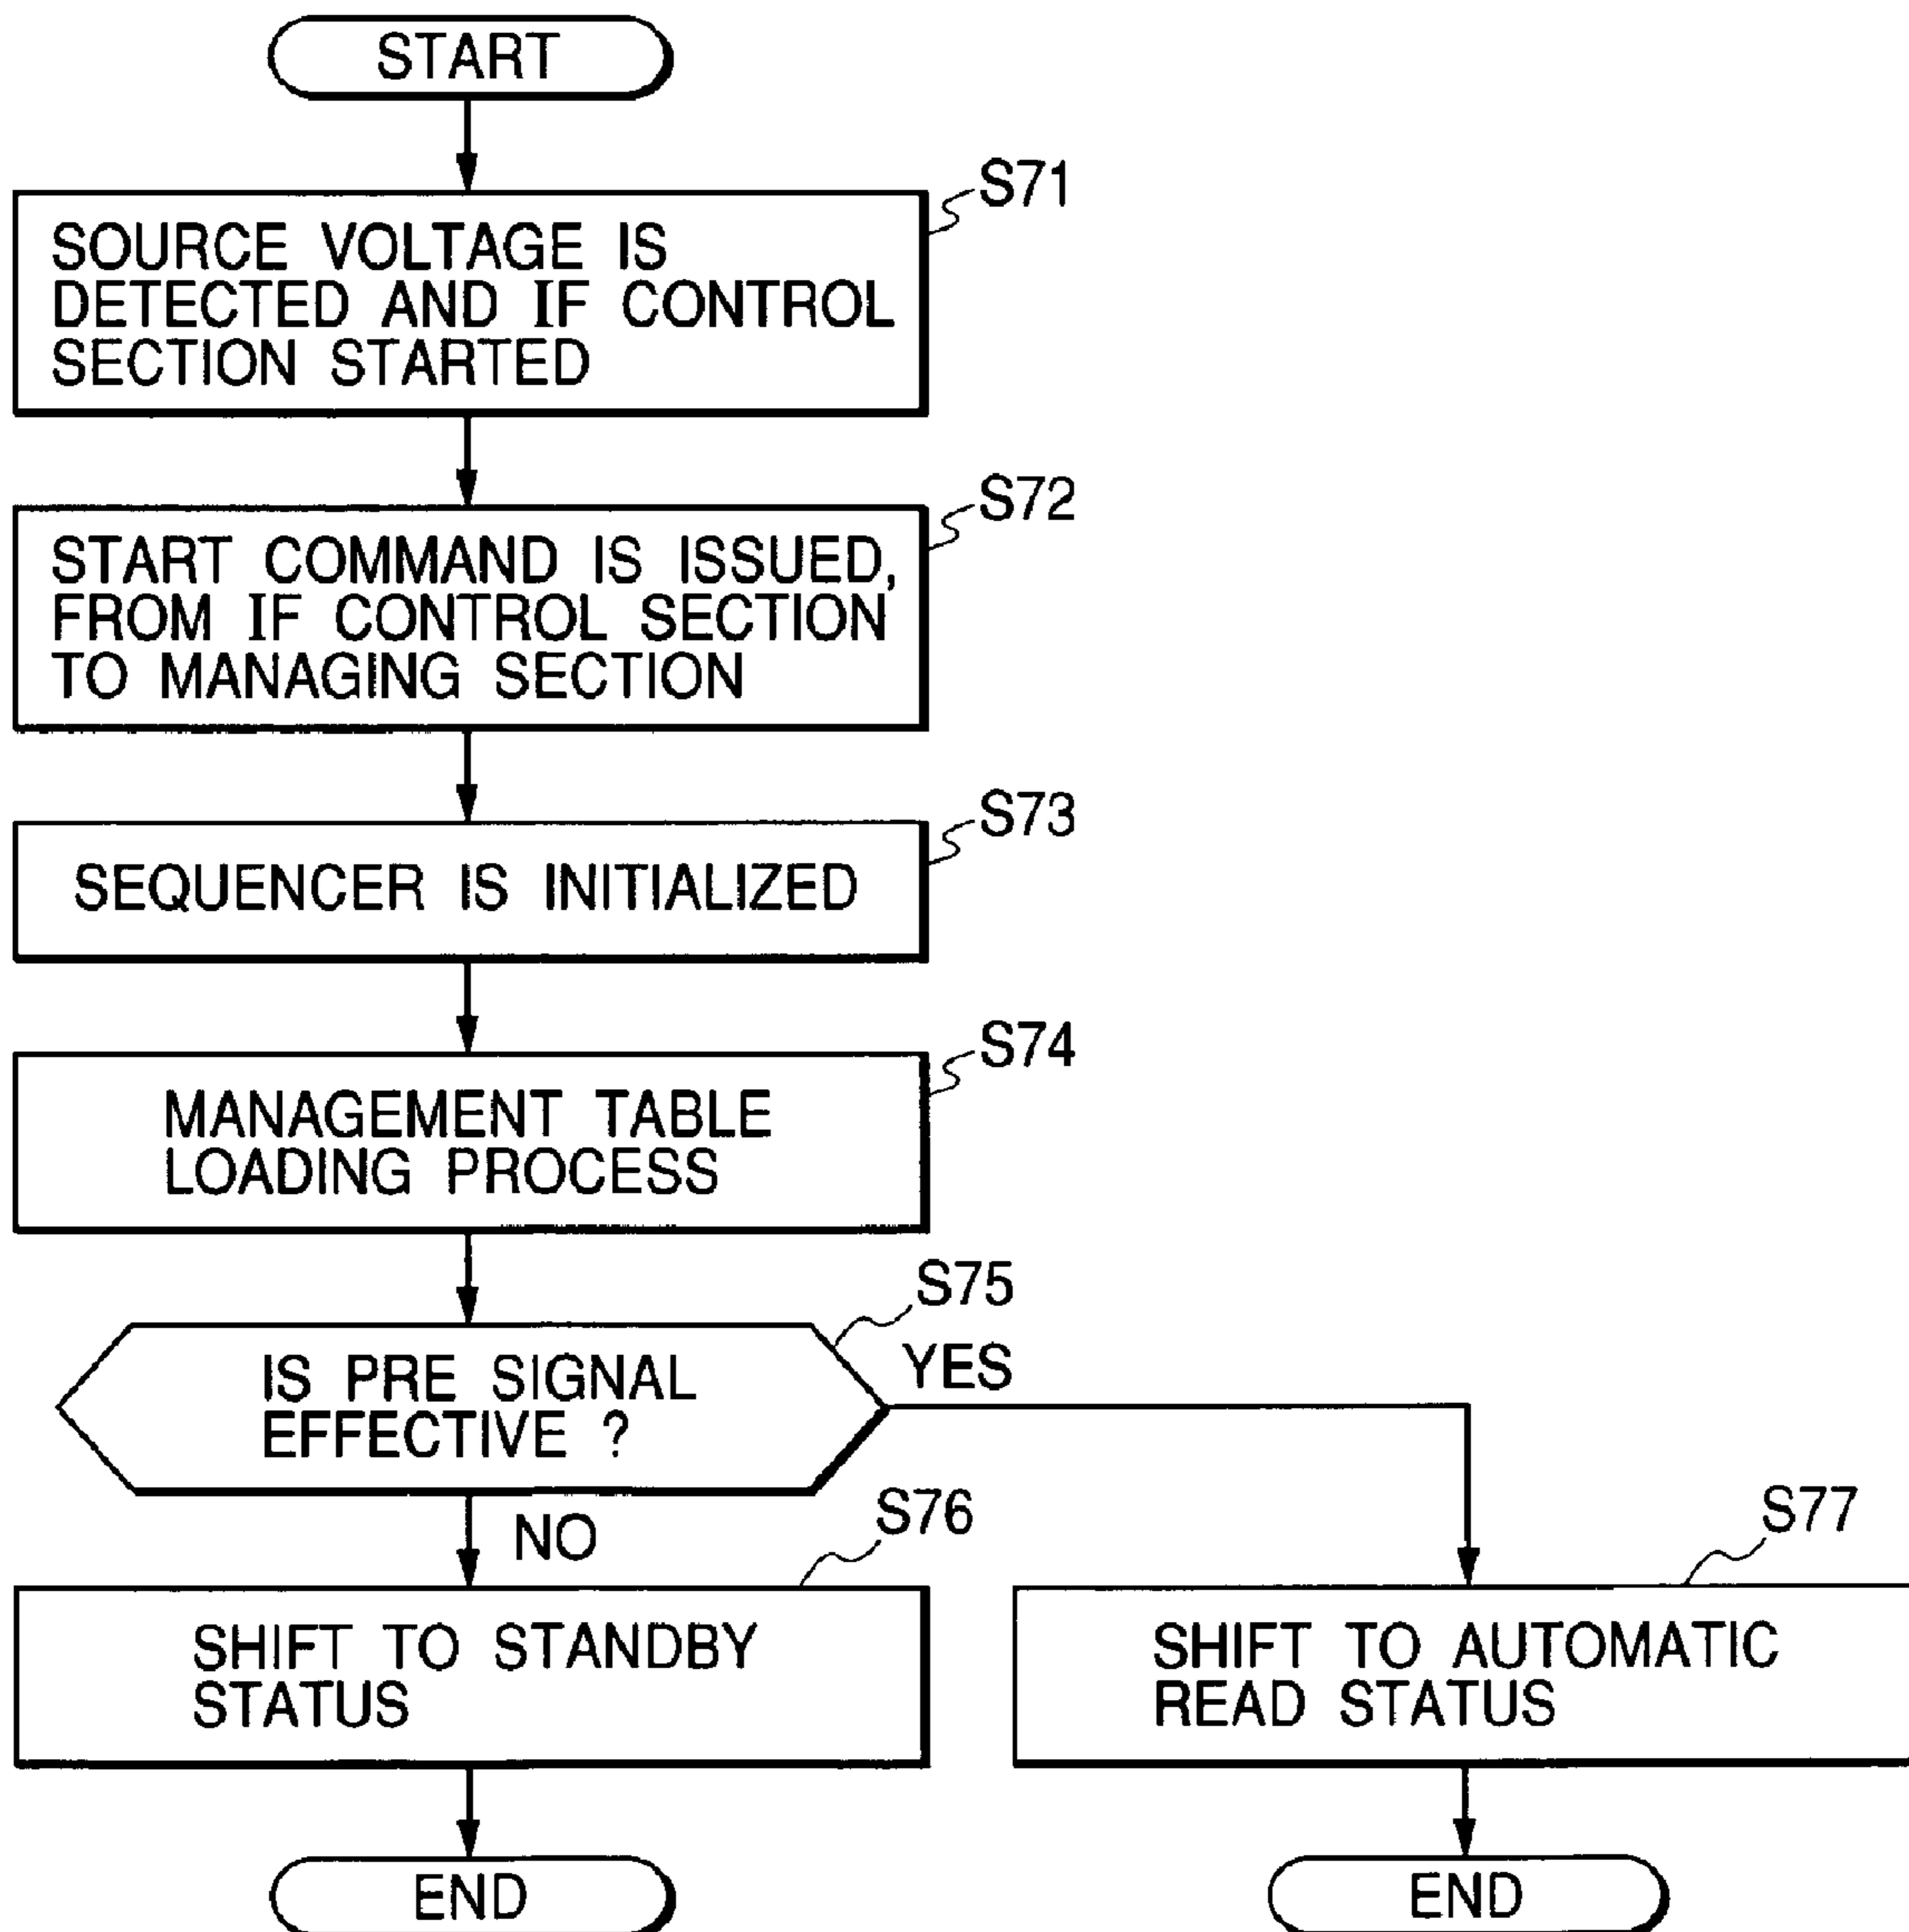 START
S71
SOURCE VOLTAGE IS
DETECTED AND IF CONTROL
SECTION STARTED
S72
START COMMAND IS ISSUED,
FROM IF CONTROL SECTION
TO MANAGING SECTION
S73
SEQUENCER IS INITIALIZED
S74
MANAGEMENT TABLE
LOADING PROCESS
S75
IS PRE SIGNAL
EFFECTIVE ?
YES
NO
S76
SHIFT TO STANDBY
STATUS
S77
SHIFT TO AUTOMATIC
READ STATUS
END
END